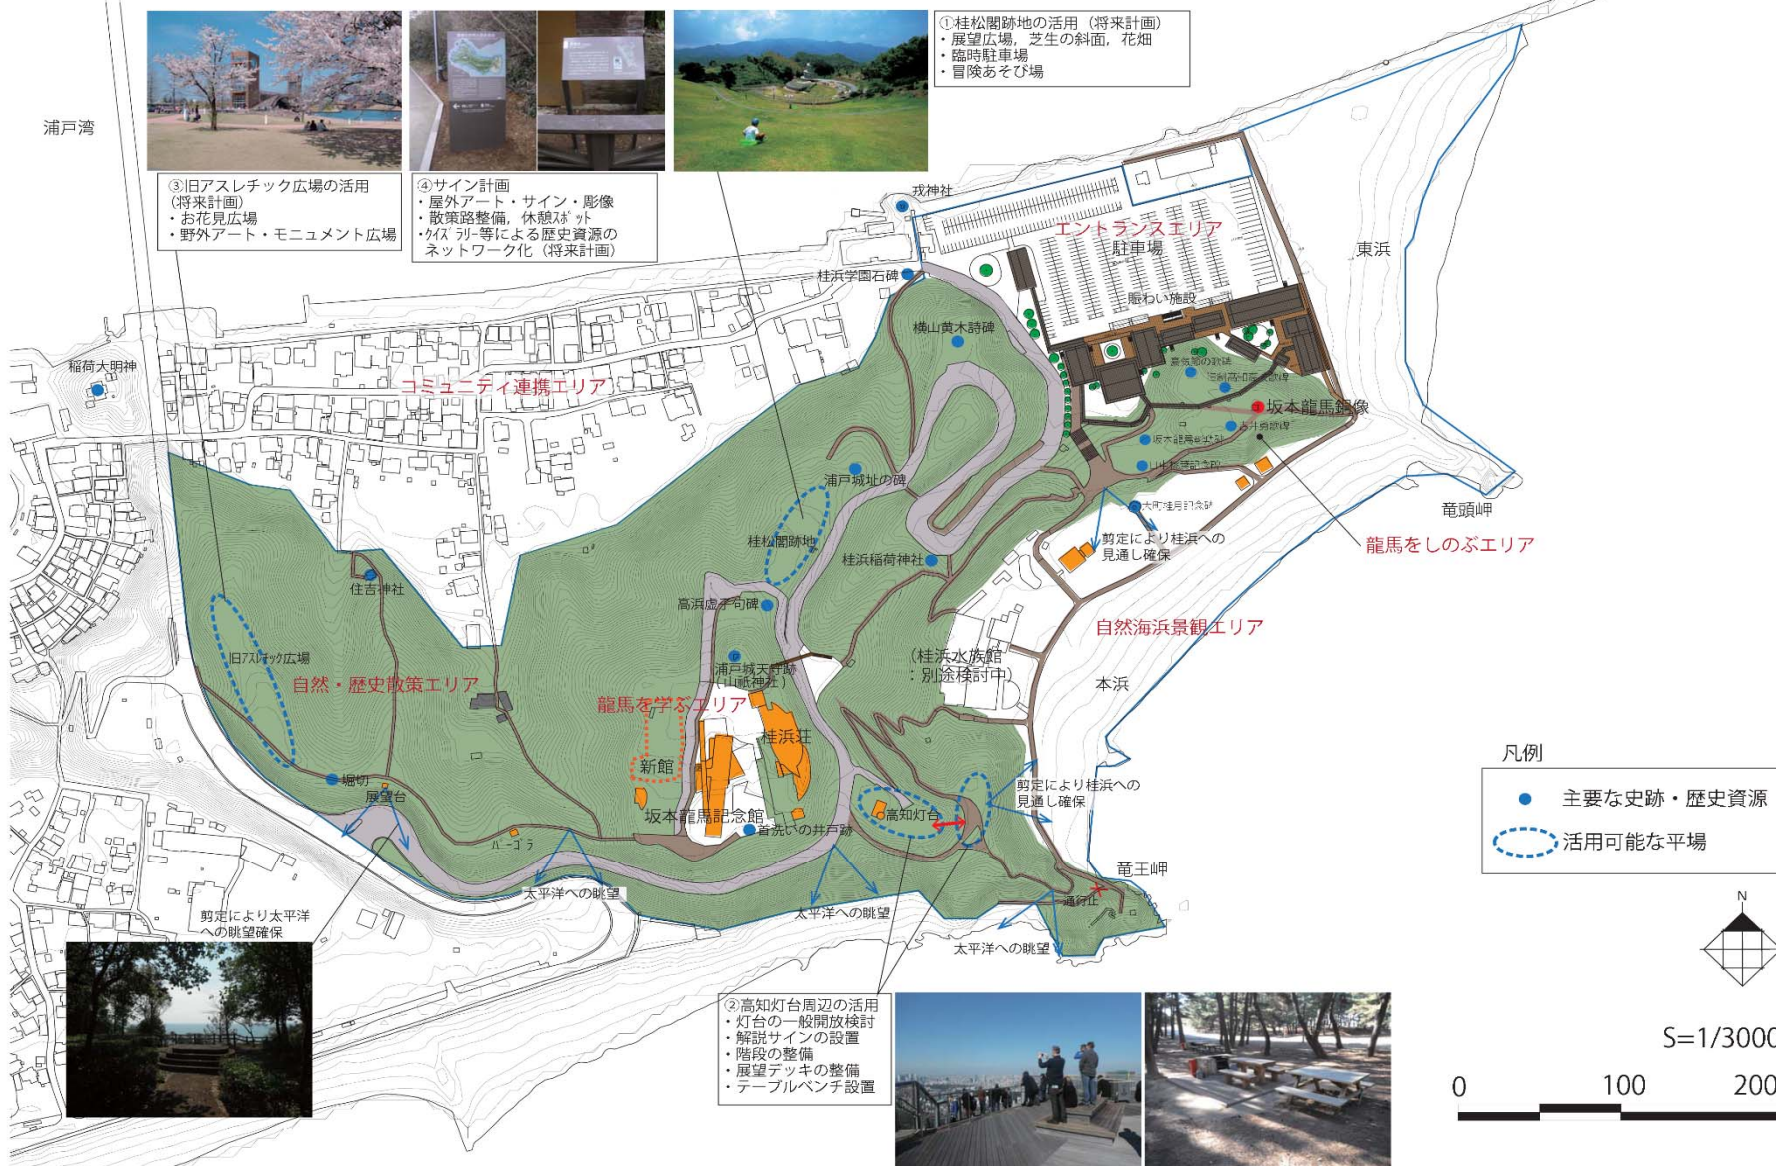 ①桂松閣跡地の活用（将来計画）
・展望広場，芝生の斜面，花畑
・臨時駐車場
・冒険あそび場
③旧アスレチック広場の活用
（将来計画）
・お花見広場
・野外アート・モニュメント広場
④サイン計画
・屋外アート・サイン・彫像
・散策路整備，休憩スポット
・クイズラリー等による歴史資源の
ネットワーク化（将来計画）
浦戸湾
戎神社
エントランスエリア
駐車場
東浜
桂浜学園石碑
賑わい施設
横山黄木詩碑
稲荷大明神
コミュニティ連携エリア
坂本龍馬銅像
浦戸城址の碑
竜頭岬
大町桂月記念碑
桂松閣跡地
剪定により桂浜への
見通し確保
龍馬をしのぶエリア
桂浜稲荷神社
住吉神社
高浜虚子句碑
自然海浜景観エリア
旧アスレチック広場
浦戸城天守跡
（山祇神社）
（桂浜水族館
：別途検討中）
自然・歴史散策エリア
本浜
龍馬を学ぶエリア
桂浜荘
新館
堀切
展望台
剪定により桂浜への
見通し確保
坂本龍馬記念館
高知灯台
首洗いの井戸跡
パーゴラ
竜王岬
通行止
太平洋への眺望
太平洋への眺望
太平洋への眺望
剪定により太平洋
への眺望確保
②高知灯台周辺の活用
・灯台の一般開放検討
・解説サインの設置
・階段の整備
・展望デッキの整備
・テーブルベンチ設置
凡例
主要な史跡・歴史資源
活用可能な平場
N
S=1/3000
0 100 200